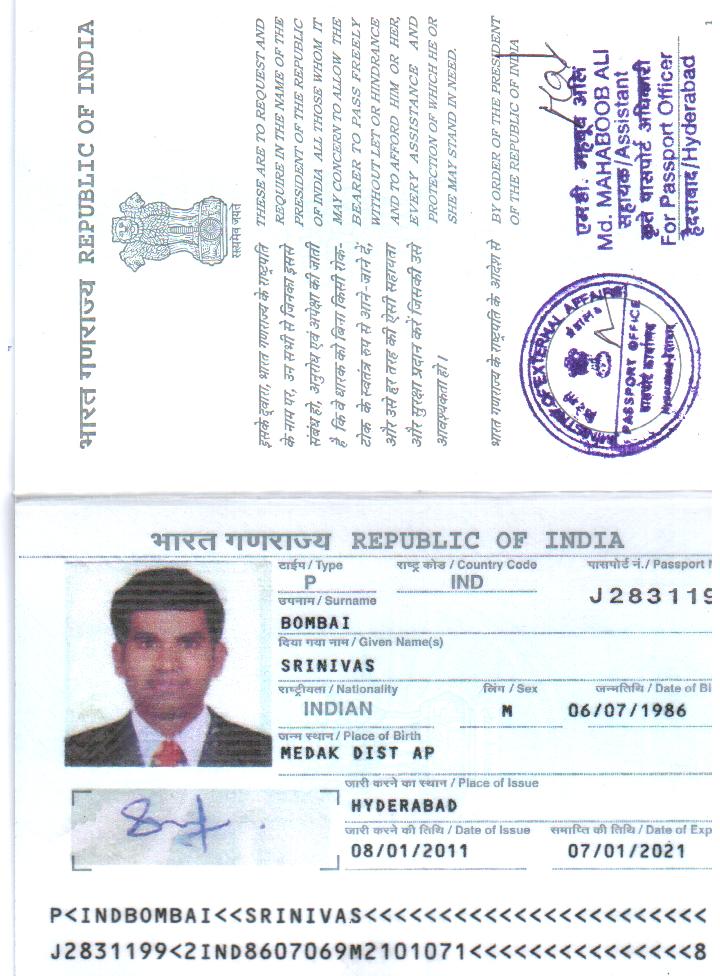 भारत गणराज्य REPUBLIC OF INDIA
सत्यमेव जयते
इसके द्वारा, भारत गणराज्य के राष्ट्रपति
के नाम पर, उन सभी से जिनका इससे
संबंध हो, अनुरोध एवं अपेक्षा की जाती
है कि वे धारक को बिना किसी रोक-
टोक के स्वतंत्र रूप से आने-जाने दें,
और उसे हर तरह की ऐसी सहायता
और सुरक्षा प्रदान करें जिसकी उसे
आवश्यकता हो।
THESE ARE TO REQUEST AND
REQUIRE IN THE NAME OF THE
PRESIDENT OF THE REPUBLIC
OF INDIA ALL THOSE WHOM IT
MAY CONCERN TO ALLOW THE
BEARER TO PASS FREELY
WITHOUT LET OR HINDRANCE
AND TO AFFORD HIM OR HER,
EVERY ASSISTANCE AND
PROTECTION OF WHICH HE OR
SHE MAY STAND IN NEED.
भारत गणराज्य के राष्ट्रपति के आदेश से
BY ORDER OF THE PRESIDENT
OF THE REPUBLIC OF INDIA
MINISTRY OF EXTERNAL AFFAIRS
PASSPORT OFFICE
एम.डी. महबूब अलि
Md. MAHABOOB ALI
सहायक/Assistant
कृते पासपोर्ट अधिकारी
For Passport Officer
हैदराबाद/Hyderabad
1
भारत गणराज्य REPUBLIC OF INDIA
टाईप / Type राष्ट्र कोड / Country Code पासपोर्ट नं./ Passport
P IND J283119
उपनाम / Surname
BOMBAI
दिया गया नाम / Given Name(s)
SRINIVAS
राष्ट्रीयता / Nationality लिंग / Sex जन्मतिथि / Date of Bi
INDIAN M 06/07/1986
जन्म स्थान / Place of Birth
MEDAK DIST AP
जारी करने का स्थान / Place of Issue
HYDERABAD
जारी करने की तिथि / Date of Issue समाप्ति की तिथि / Date of Exp
08/01/2011 07/01/2021
P<INDBOMBAI<<SRINIVAS<<<<<<<<<<<<<<<<<<<<<<<
J2831199<2IND8607069M2101071<<<<<<<<<<<<<<<8